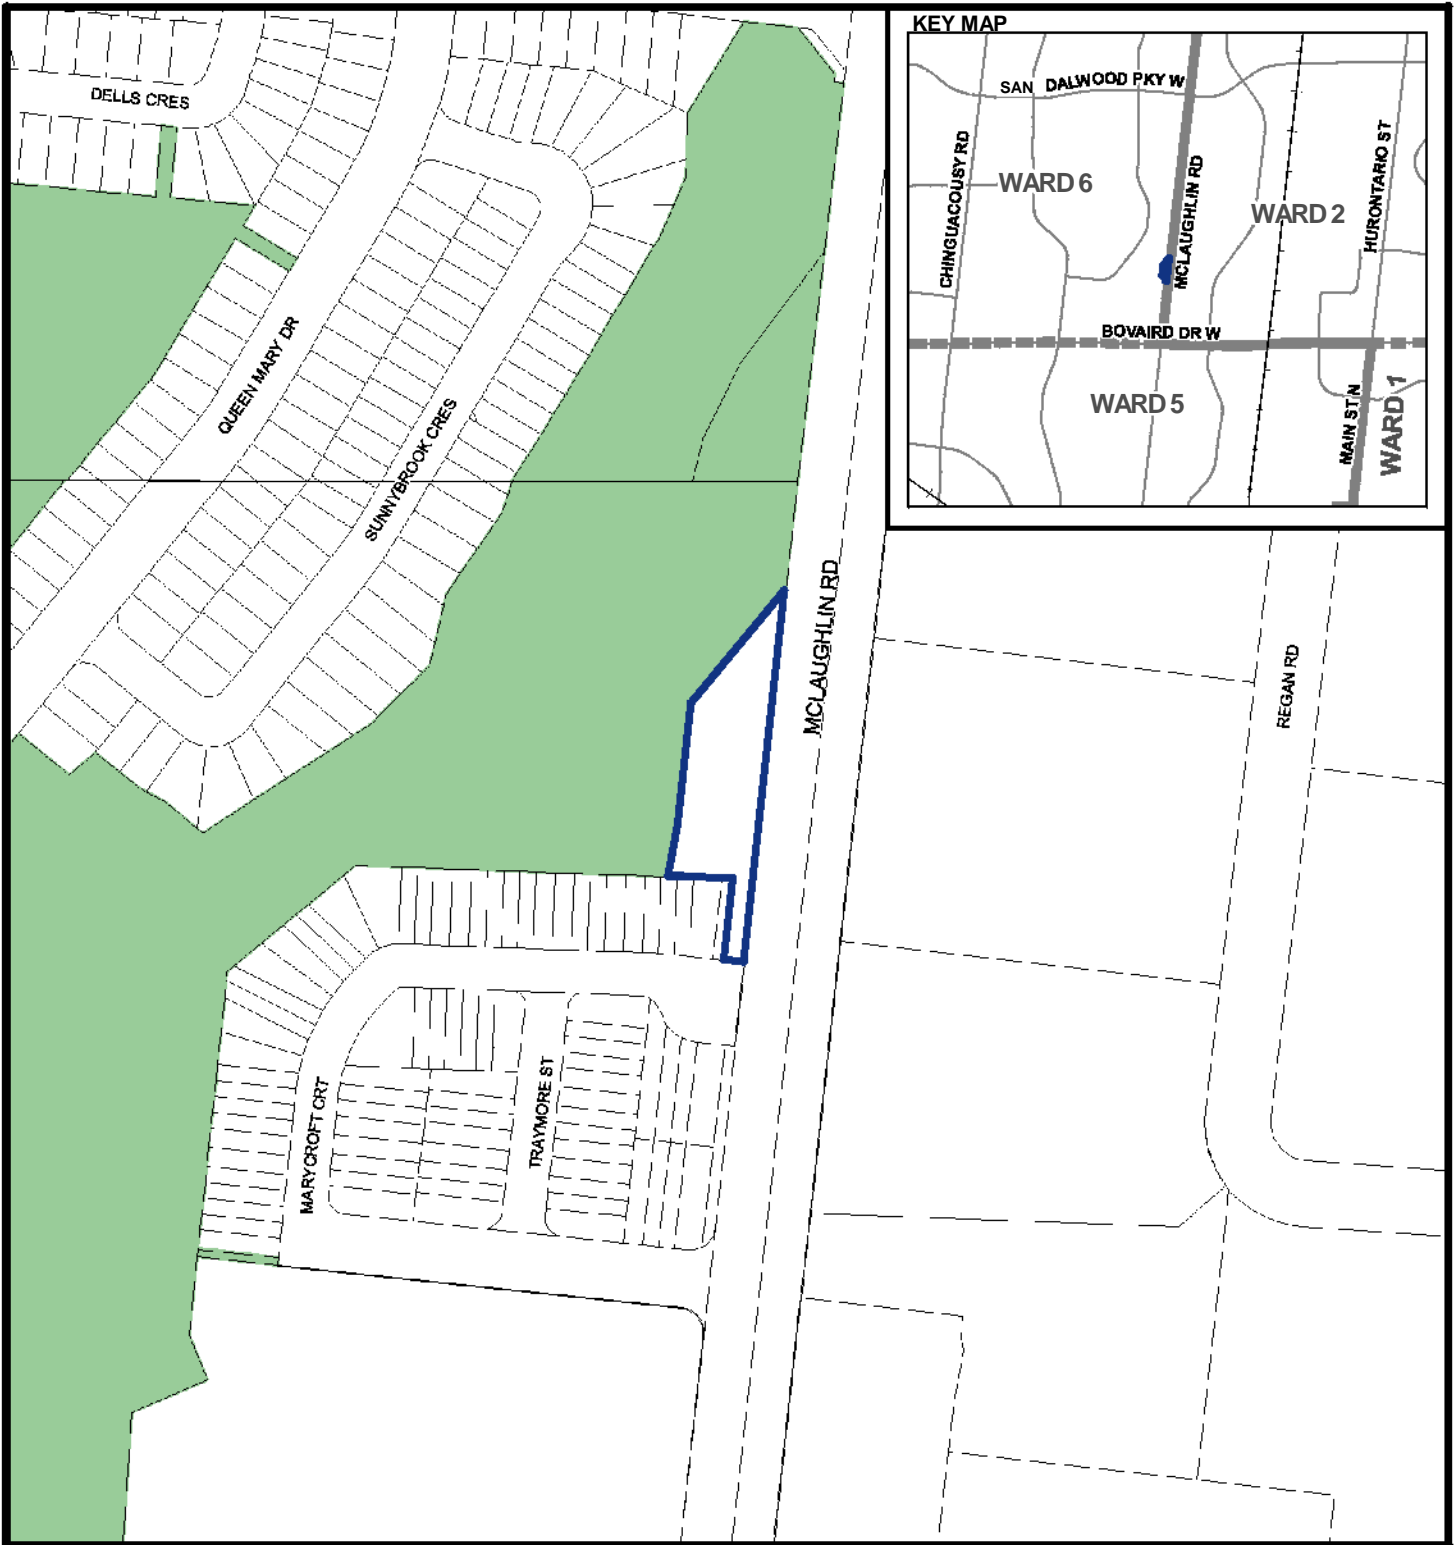 KEY MAP
SAN DALWOOD PKY W
CHINGUACOUSY RD
WARD 6
MCLAUGHLIN RD
WARD 2
HURONTARIO ST
BOVAIRD DR W
WARD 5
MAIN ST N
WARD 1
DELLS CRES
QUEEN MARY DR
SUNNYBROOK CRES
MCLAUGHLIN RD
REGAN RD
MARYCROFT CRT
TRAYMORE ST